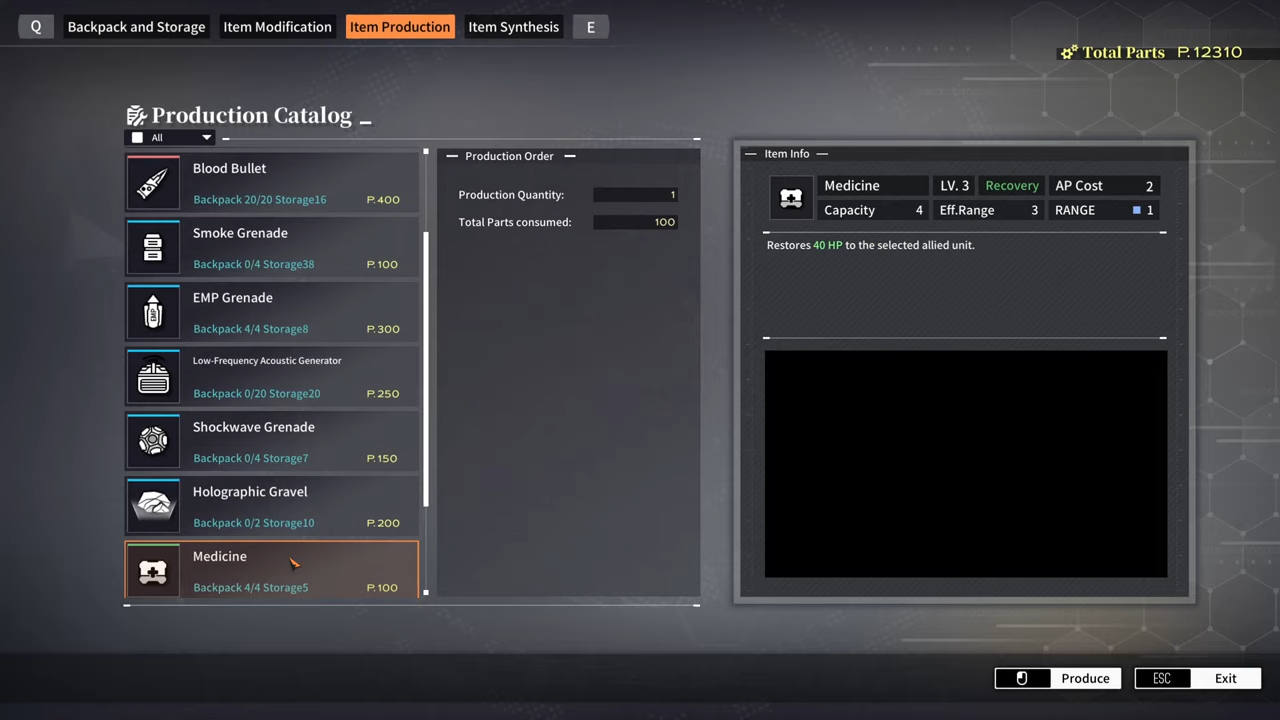 Q Backpack and Storage Item Modification Item Production Item Synthesis E
Total Parts P.12310
Production Catalog _
All
Blood Bullet
Backpack 20/20 Storage16 P.400
Smoke Grenade
Backpack 0/4 Storage38 P.100
EMP Grenade
EMP
Backpack 4/4 Storage8 P.300
Low-Frequency Acoustic Generator
Backpack 0/20 Storage20 P.250
Shockwave Grenade
Backpack 0/4 Storage7 P.150
Holographic Gravel
Backpack 0/2 Storage10 P.200
Medicine
Backpack 4/4 Storage5 P.100
Production Order
Production Quantity: 1
Total Parts consumed: 100
Item Info
Medicine LV. 3 Recovery AP Cost 2
Capacity 4 Eff.Range 3 RANGE 1
Restores 40 HP to the selected allied unit.
Produce ESC Exit